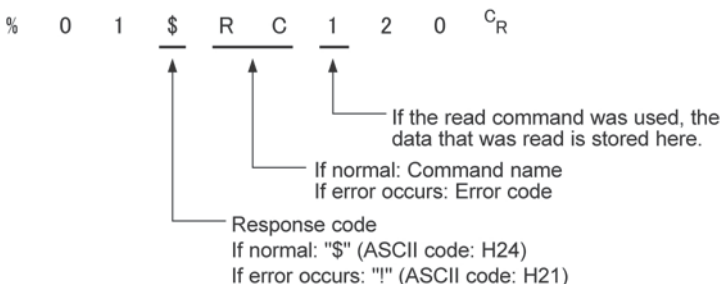 % 0 1 $ R C 1 2 0 CR
If the read command was used, the
data that was read is stored here.
If normal: Command name
If error occurs: Error code
Response code
If normal: "$" (ASCII code: H24)
If error occurs: "!" (ASCII code: H21)